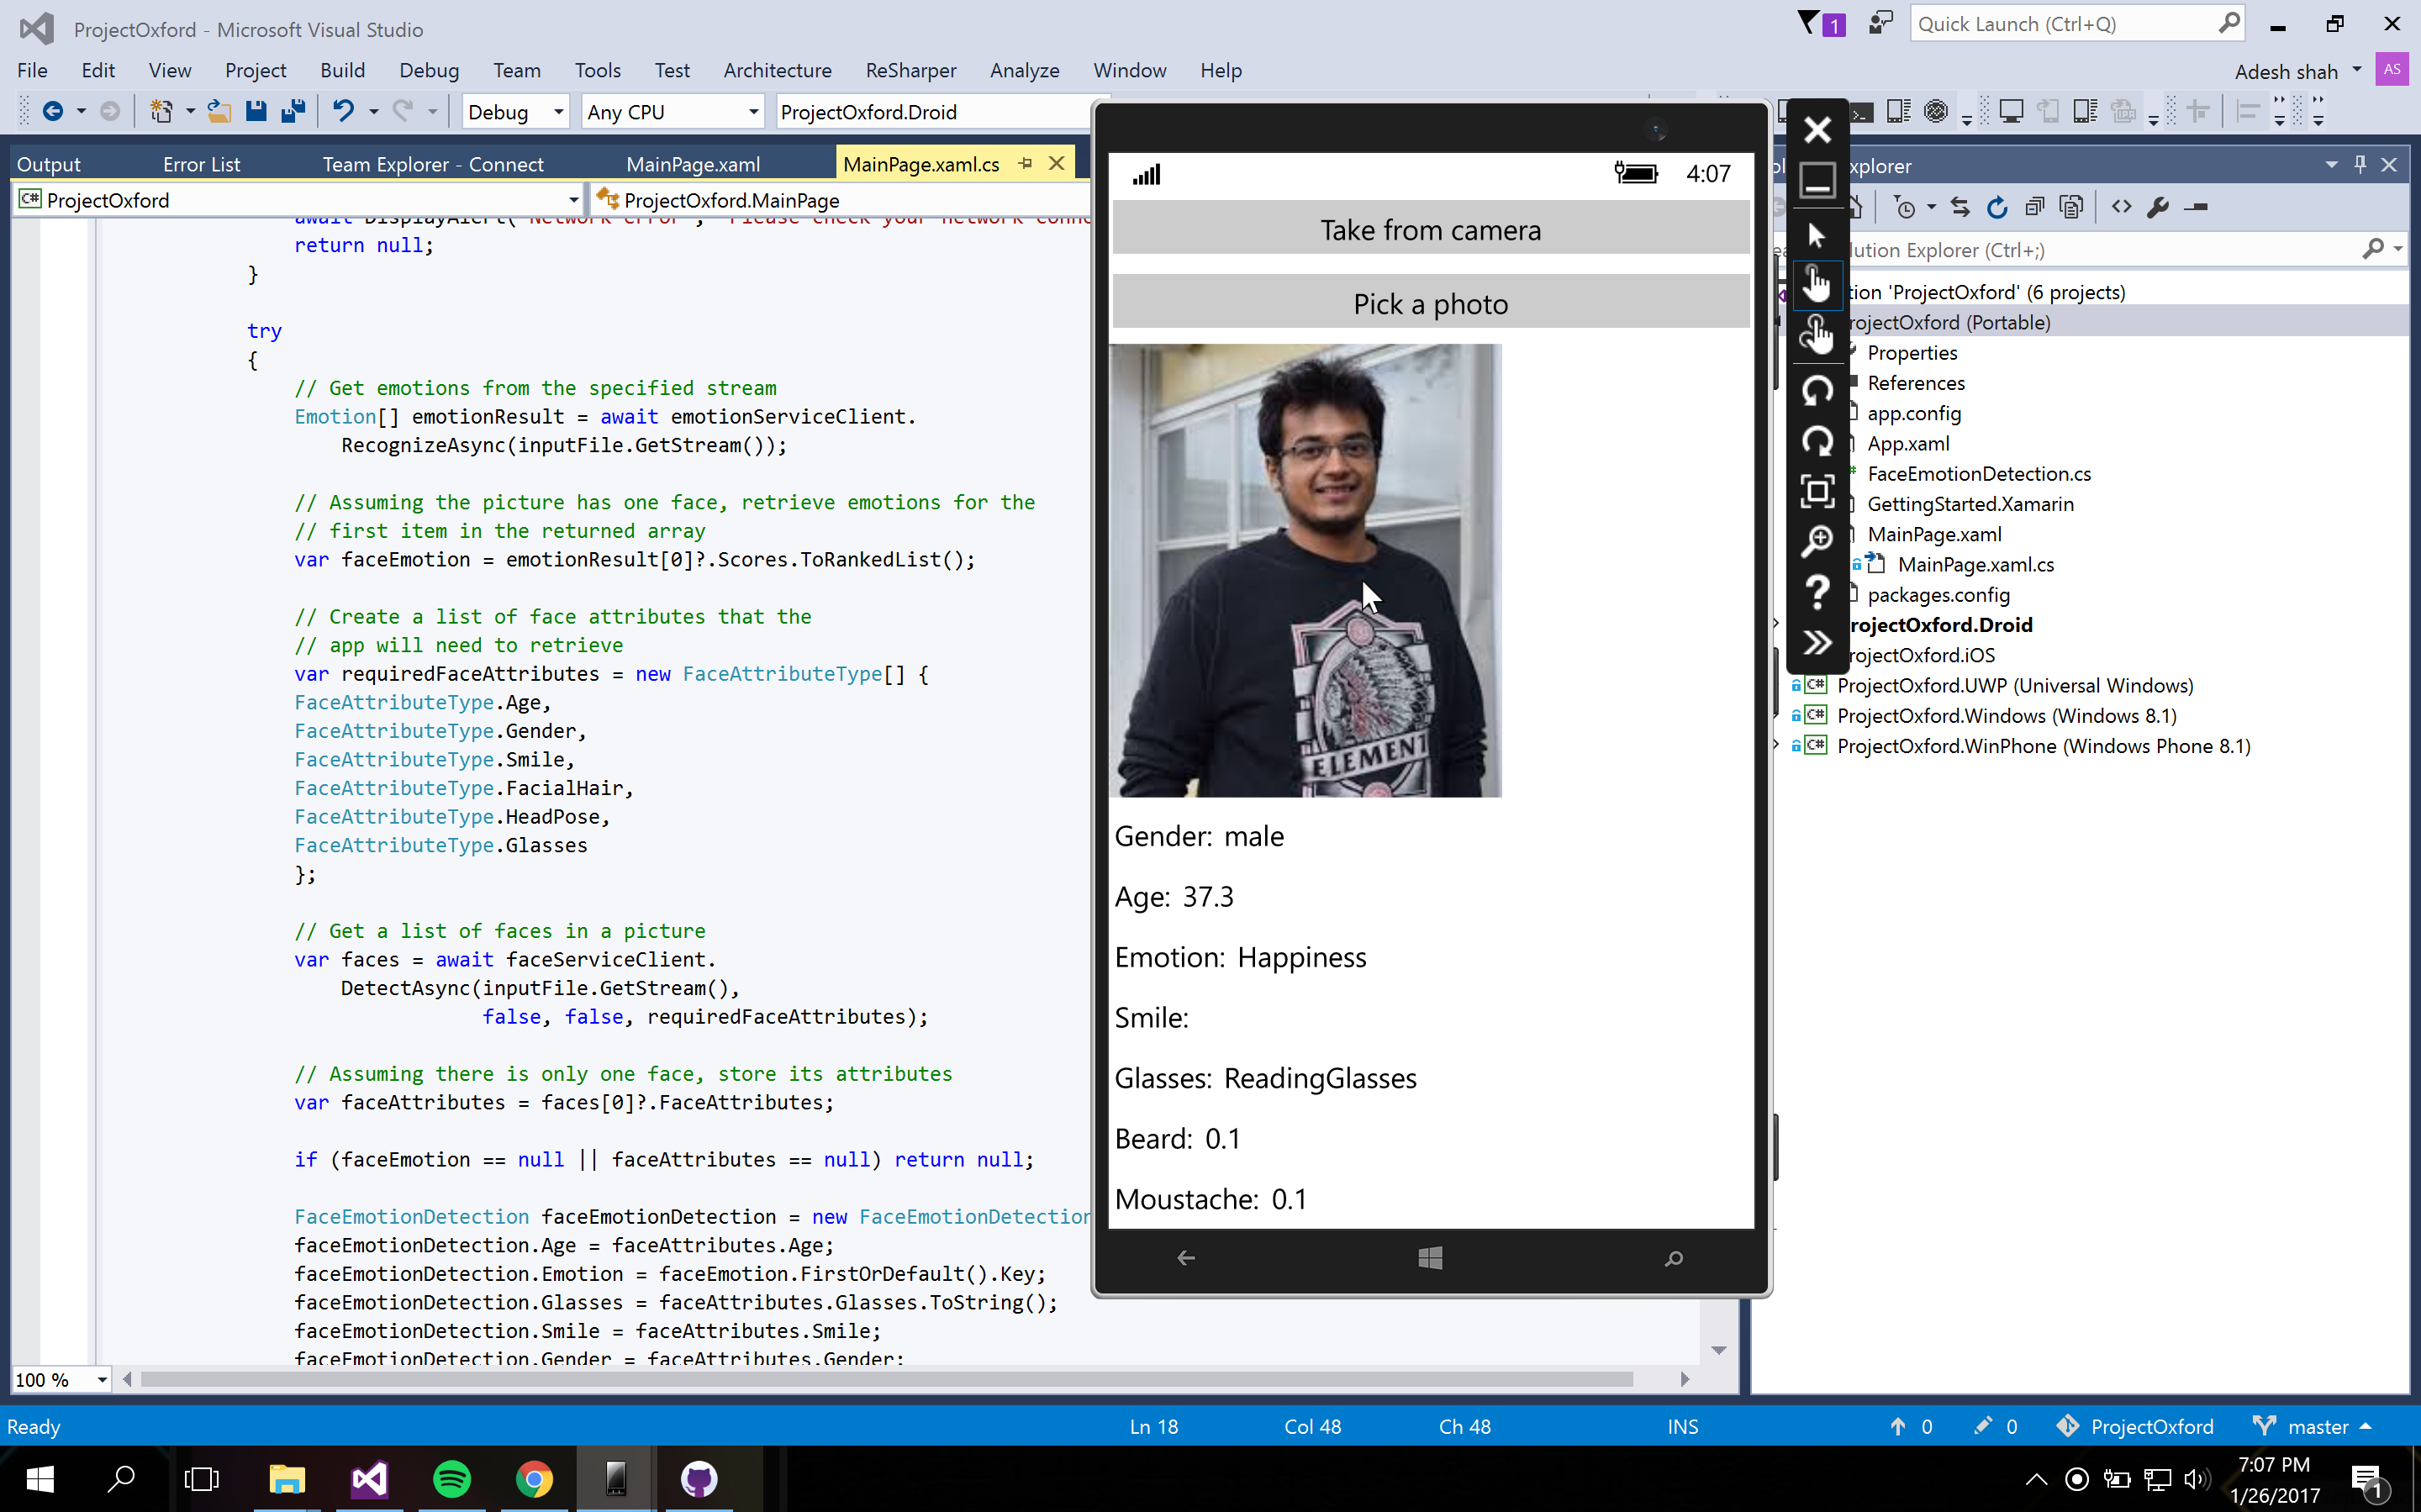 ProjectOxford - Microsoft Visual Studio
1
Quick Launch (Ctrl+Q)
File Edit View Project Build Debug Team Tools Test Architecture ReSharper Analyze Window Help
Adesh shah
AS
Debug
Any CPU
ProjectOxford.Droid
Output
Error List
Team Explorer - Connect
MainPage.xaml
MainPage.xaml.cs
C# ProjectOxford
ProjectOxford.MainPage
await DisplayAlert("Network error", "Please check your network conne
return null;
}
try
{
// Get emotions from the specified stream
Emotion[] emotionResult = await emotionServiceClient.
RecognizeAsync(inputFile.GetStream());
// Assuming the picture has one face, retrieve emotions for the
// first item in the returned array
var faceEmotion = emotionResult[0]?.Scores.ToRankedList();
// Create a list of face attributes that the
// app will need to retrieve
var requiredFaceAttributes = new FaceAttributeType[] {
FaceAttributeType.Age,
FaceAttributeType.Gender,
FaceAttributeType.Smile,
FaceAttributeType.FacialHair,
FaceAttributeType.HeadPose,
FaceAttributeType.Glasses
};
// Get a list of faces in a picture
var faces = await faceServiceClient.
DetectAsync(inputFile.GetStream(),
false, false, requiredFaceAttributes);
// Assuming there is only one face, store its attributes
var faceAttributes = faces[0]?.FaceAttributes;
if (faceEmotion == null || faceAttributes == null) return null;
FaceEmotionDetection faceEmotionDetection = new FaceEmotionDetection
faceEmotionDetection.Age = faceAttributes.Age;
faceEmotionDetection.Emotion = faceEmotion.FirstOrDefault().Key;
faceEmotionDetection.Glasses = faceAttributes.Glasses.ToString();
faceEmotionDetection.Smile = faceAttributes.Smile;
faceEmotionDetection.Gender = faceAttributes.Gender;
100 %
4:07
Take from camera
Pick a photo
ELEMENT
Gender: male
Age: 37.3
Emotion: Happiness
Smile:
Glasses: ReadingGlasses
Beard: 0.1
Moustache: 0.1
xplorer
lution Explorer (Ctrl+;)
tion 'ProjectOxford' (6 projects)
rojectOxford (Portable)
Properties
References
app.config
App.xaml
FaceEmotionDetection.cs
GettingStarted.Xamarin
MainPage.xaml
MainPage.xaml.cs
packages.config
rojectOxford.Droid
rojectOxford.iOS
C# ProjectOxford.UWP (Universal Windows)
C# ProjectOxford.Windows (Windows 8.1)
C# ProjectOxford.WinPhone (Windows Phone 8.1)
Ready
Ln 18
Col 48
Ch 48
INS
0
0
ProjectOxford
master
7:07 PM
1/26/2017
1